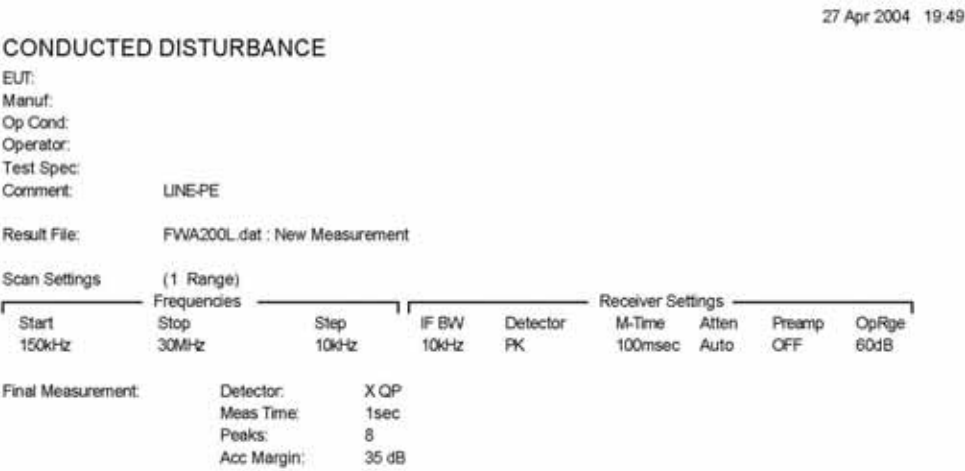 27 Apr 2004 19:49
CONDUCTED DISTURBANCE
EUT:
Manuf:
Op Cond:
Operator:
Test Spec:
Comment: LINE-PE
Result File: FWA200L.dat : New Measurement
Scan Settings (1 Range)
Frequencies Receiver Settings
Start Stop Step IF BW Detector M-Time Atten Preamp OpRge
150kHz 30MHz 10kHz 10kHz PK 100msec Auto OFF 60dB
Final Measurement: Detector: X QP
Meas Time: 1sec
Peaks: 8
Acc Margin: 35 dB